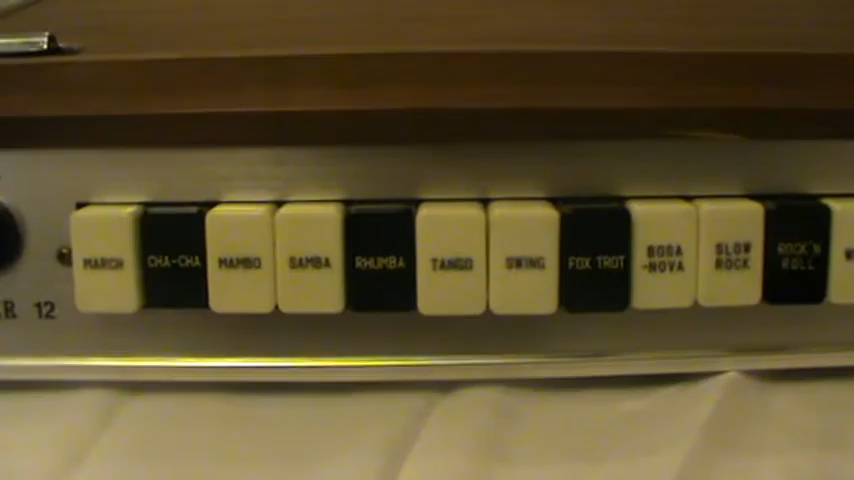 MARCH
CHA-CHA
MAMBO
SAMBA
RHUMBA
TANGO
SWING
FOX TROT
BOSA
-NOVA
SLOW
ROCK
ROCK'N
ROLL
12